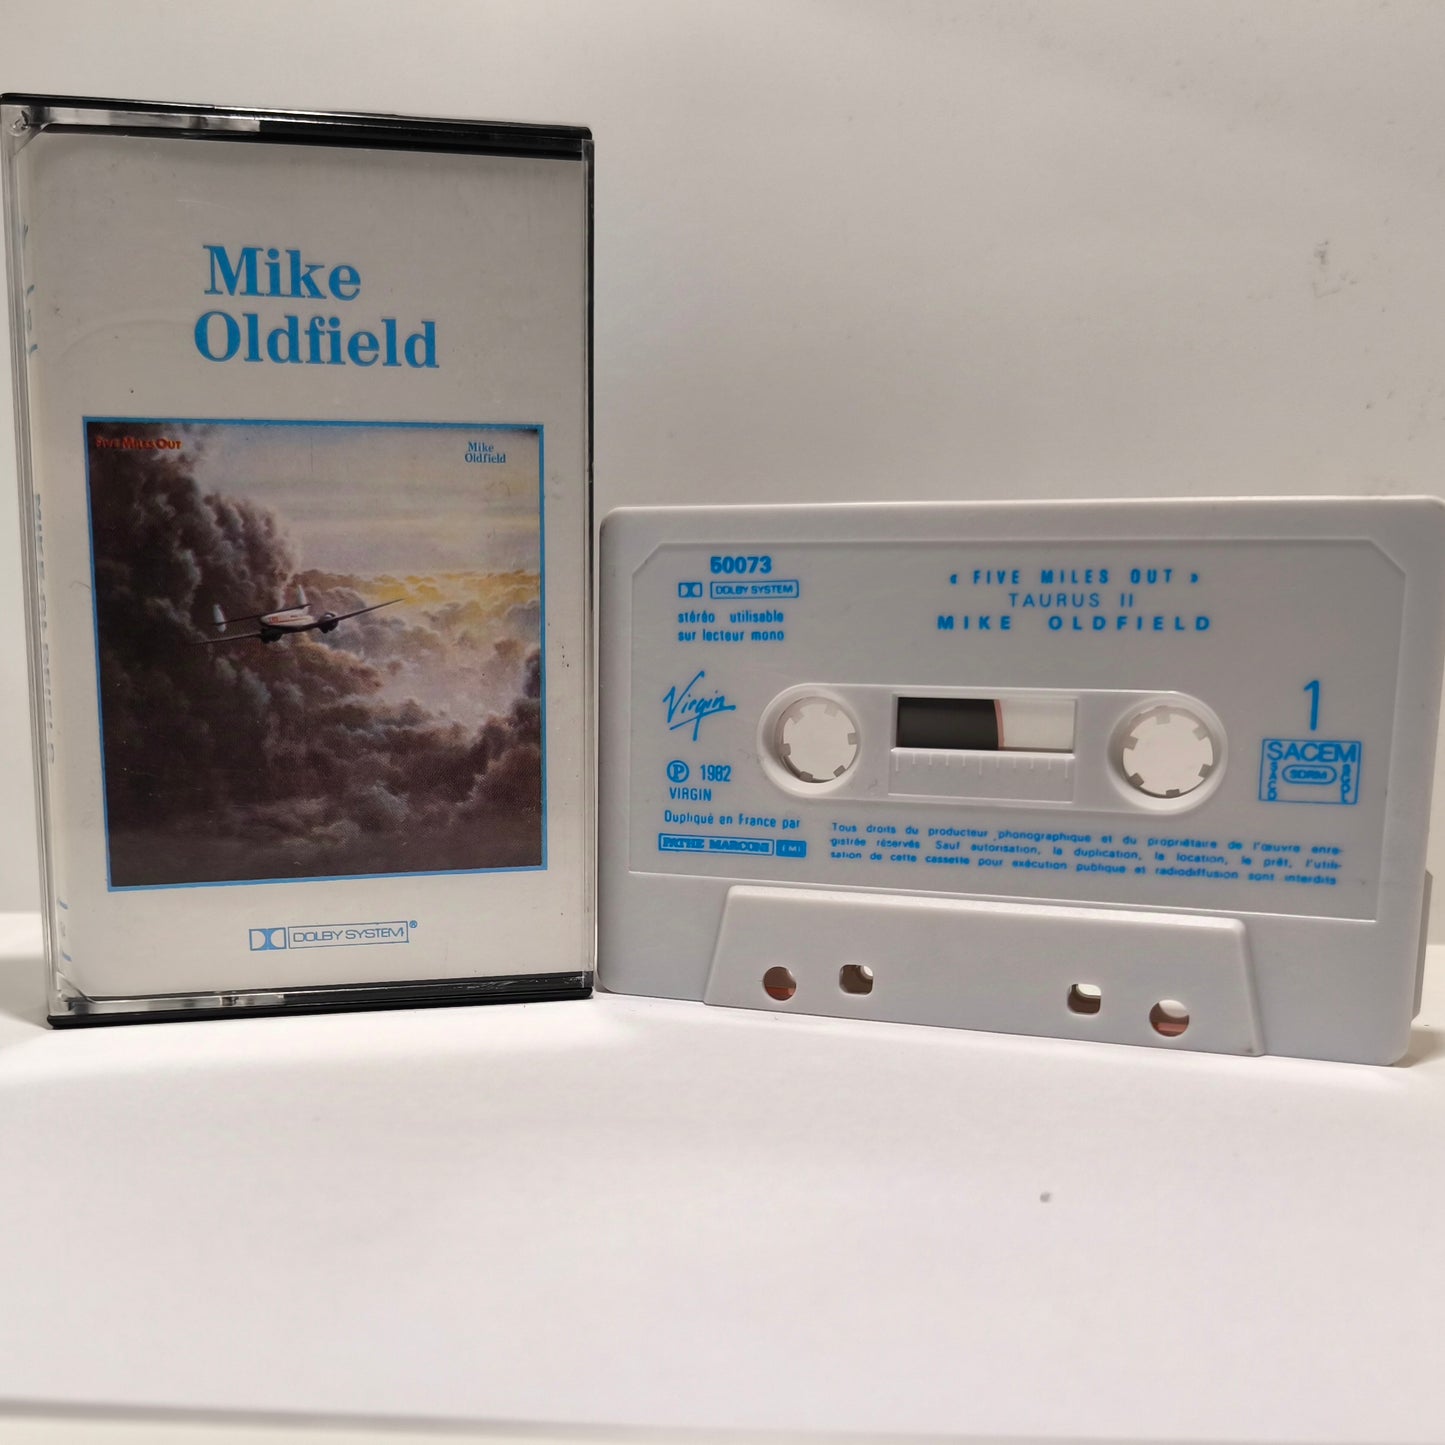 Mike
Oldfield
FIVE MILES OUT
Mike
Oldfield
DOLBY SYSTEM®
MIKE OLDFIELD
50073
DOLBY SYSTEM
stéréo utilisable
sur lecteur mono
« FIVE MILES OUT »
TAURUS II
MIKE OLDFIELD
Virgin
℗ 1982
VIRGIN
Dupliqué en France par
PATHE MARCONI EMI
1
SACEM
SDRM
SACD
Tous droits du producteur phonographique et du propriétaire de l'œuvre enre-
gistrée réservés Sauf autorisation, la duplication, la location, le prêt, l'utili-
sation de cette cassette pour exécution publique et radiodiffusion sont interdits